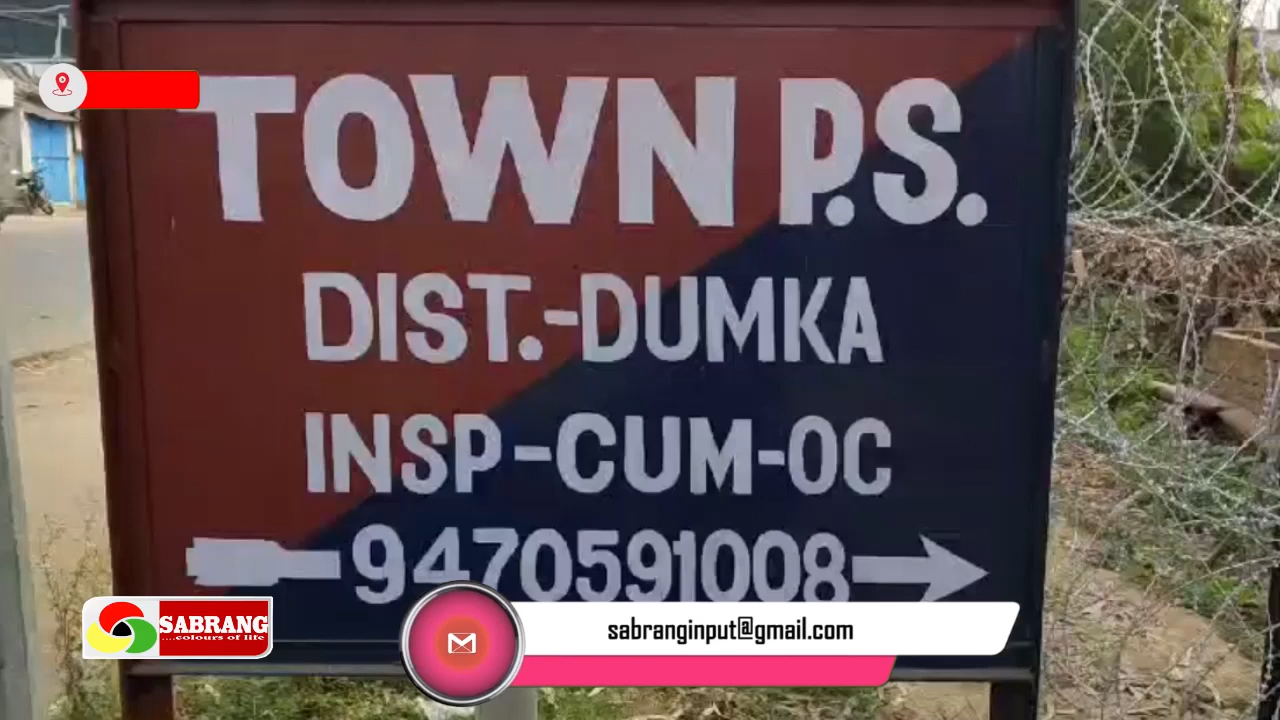 TOWN P.S.
DIST.-DUMKA
INSP-CUM-OC
9470591008
SABRANG
....colours of life
sabranginput@gmail.com